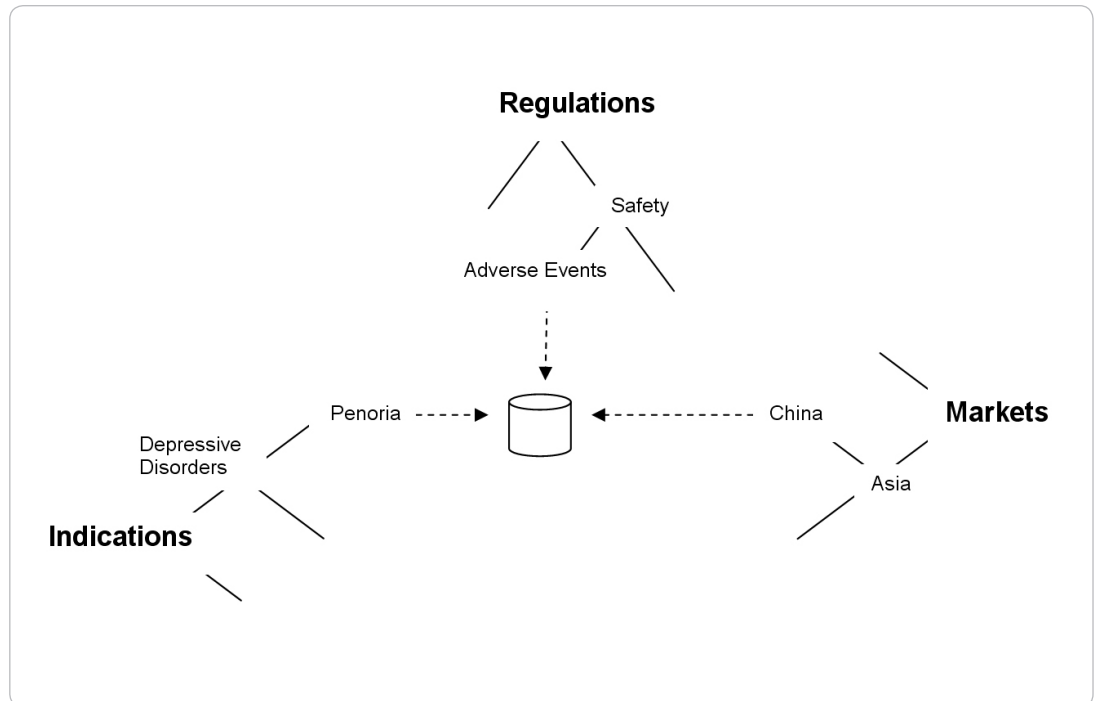 Regulations
Safety
Adverse Events
Penoria
China
Markets
Depressive
Disorders
Asia
Indications